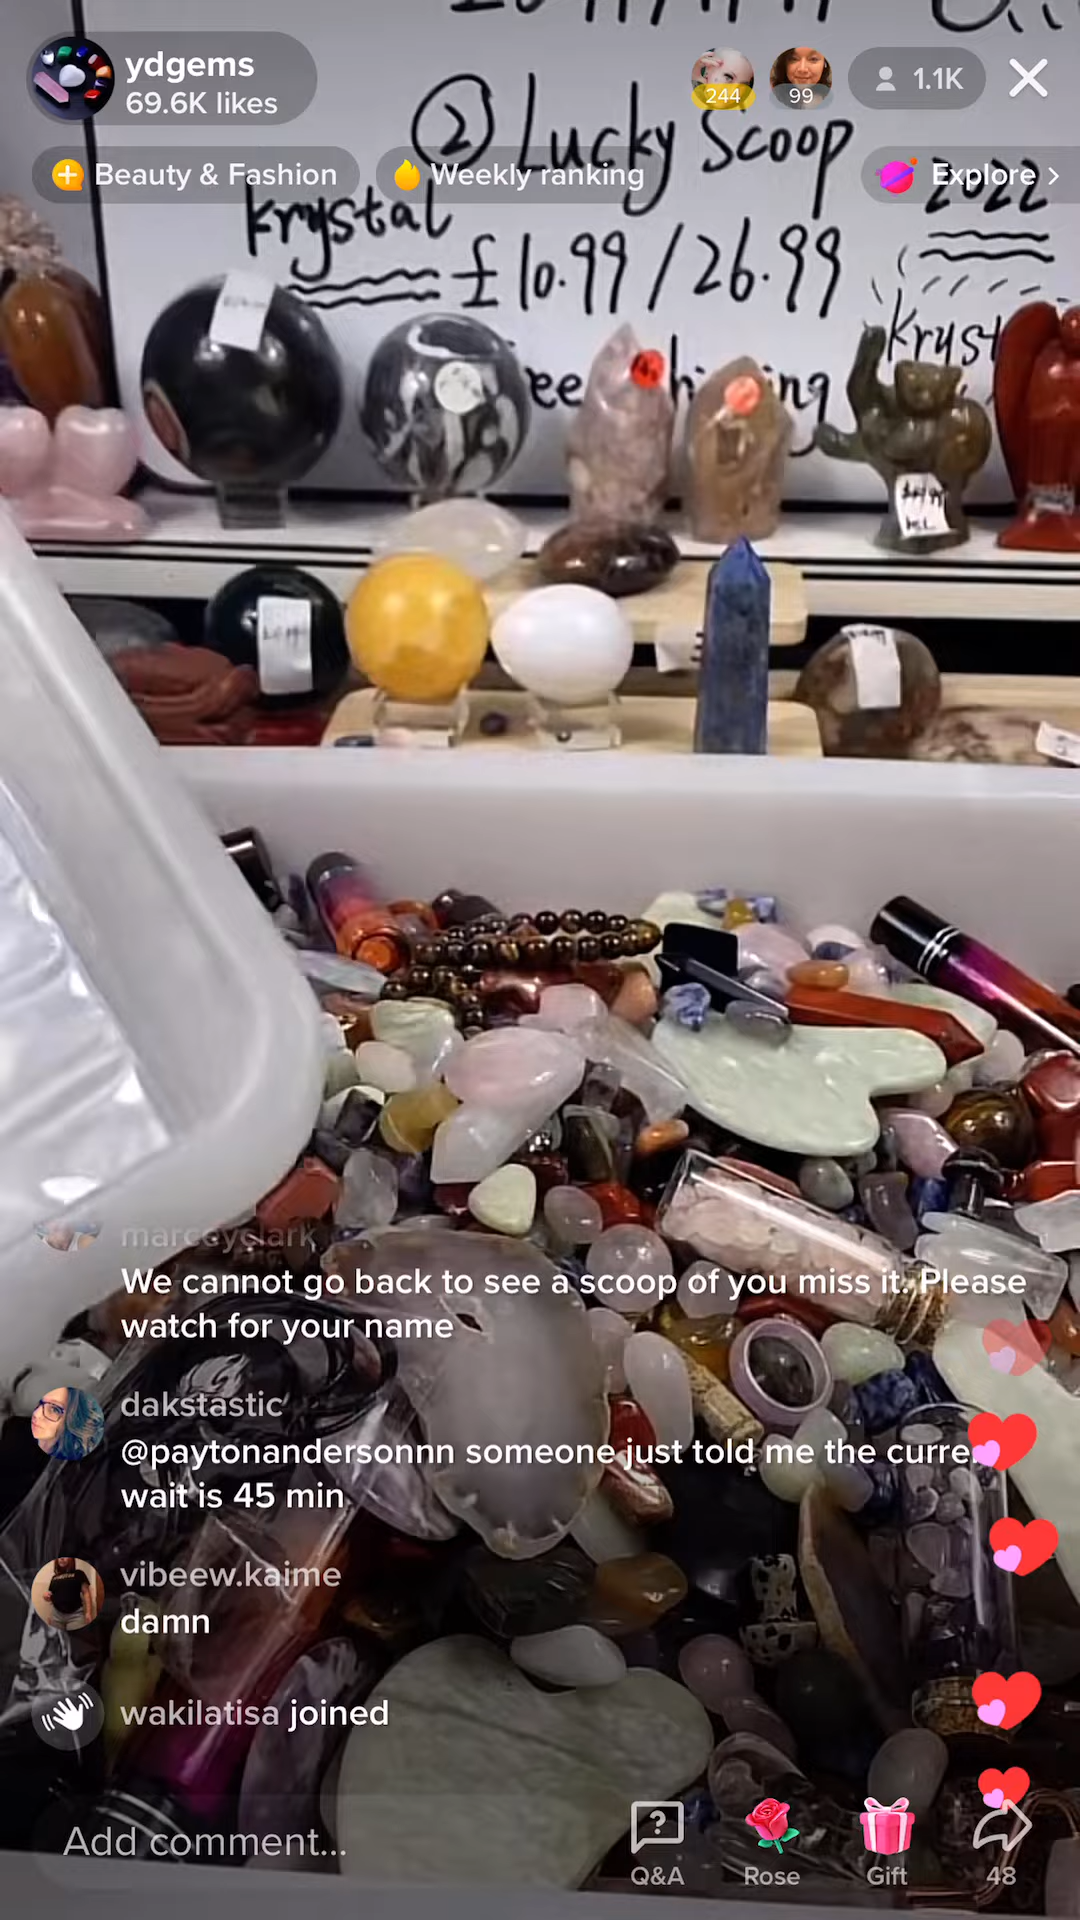 ydgems
69.6K likes
244
99
1.1K
② Lucky Scoop
Beauty & Fashion
Weekly ranking
Explore >
2022
krystal
£10.99/26.99
Kryst
We cannot go back to see a scoop of you miss it. Please
watch for your name
marceyclark
dakstastic
@paytonandersonnn someone just told me the curre
wait is 45 min
vibeew.kaime
damn
wakilatisa joined
Add comment...
Q&A
Rose
Gift
48